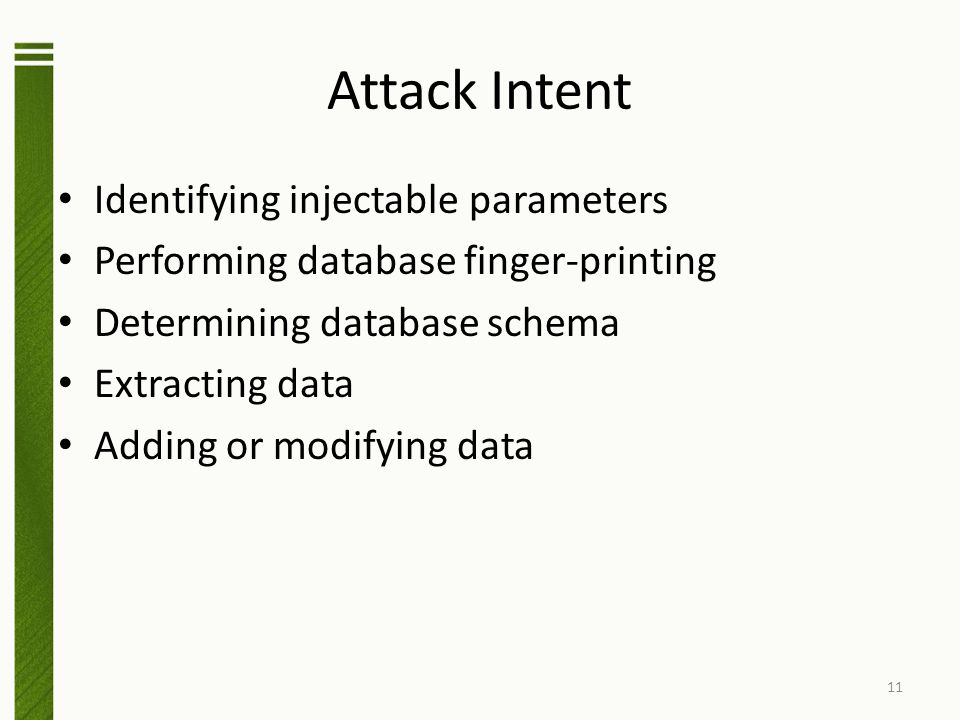 Attack Intent
• Identifying injectable parameters
• Performing database finger-printing
• Determining database schema
• Extracting data
• Adding or modifying data
11